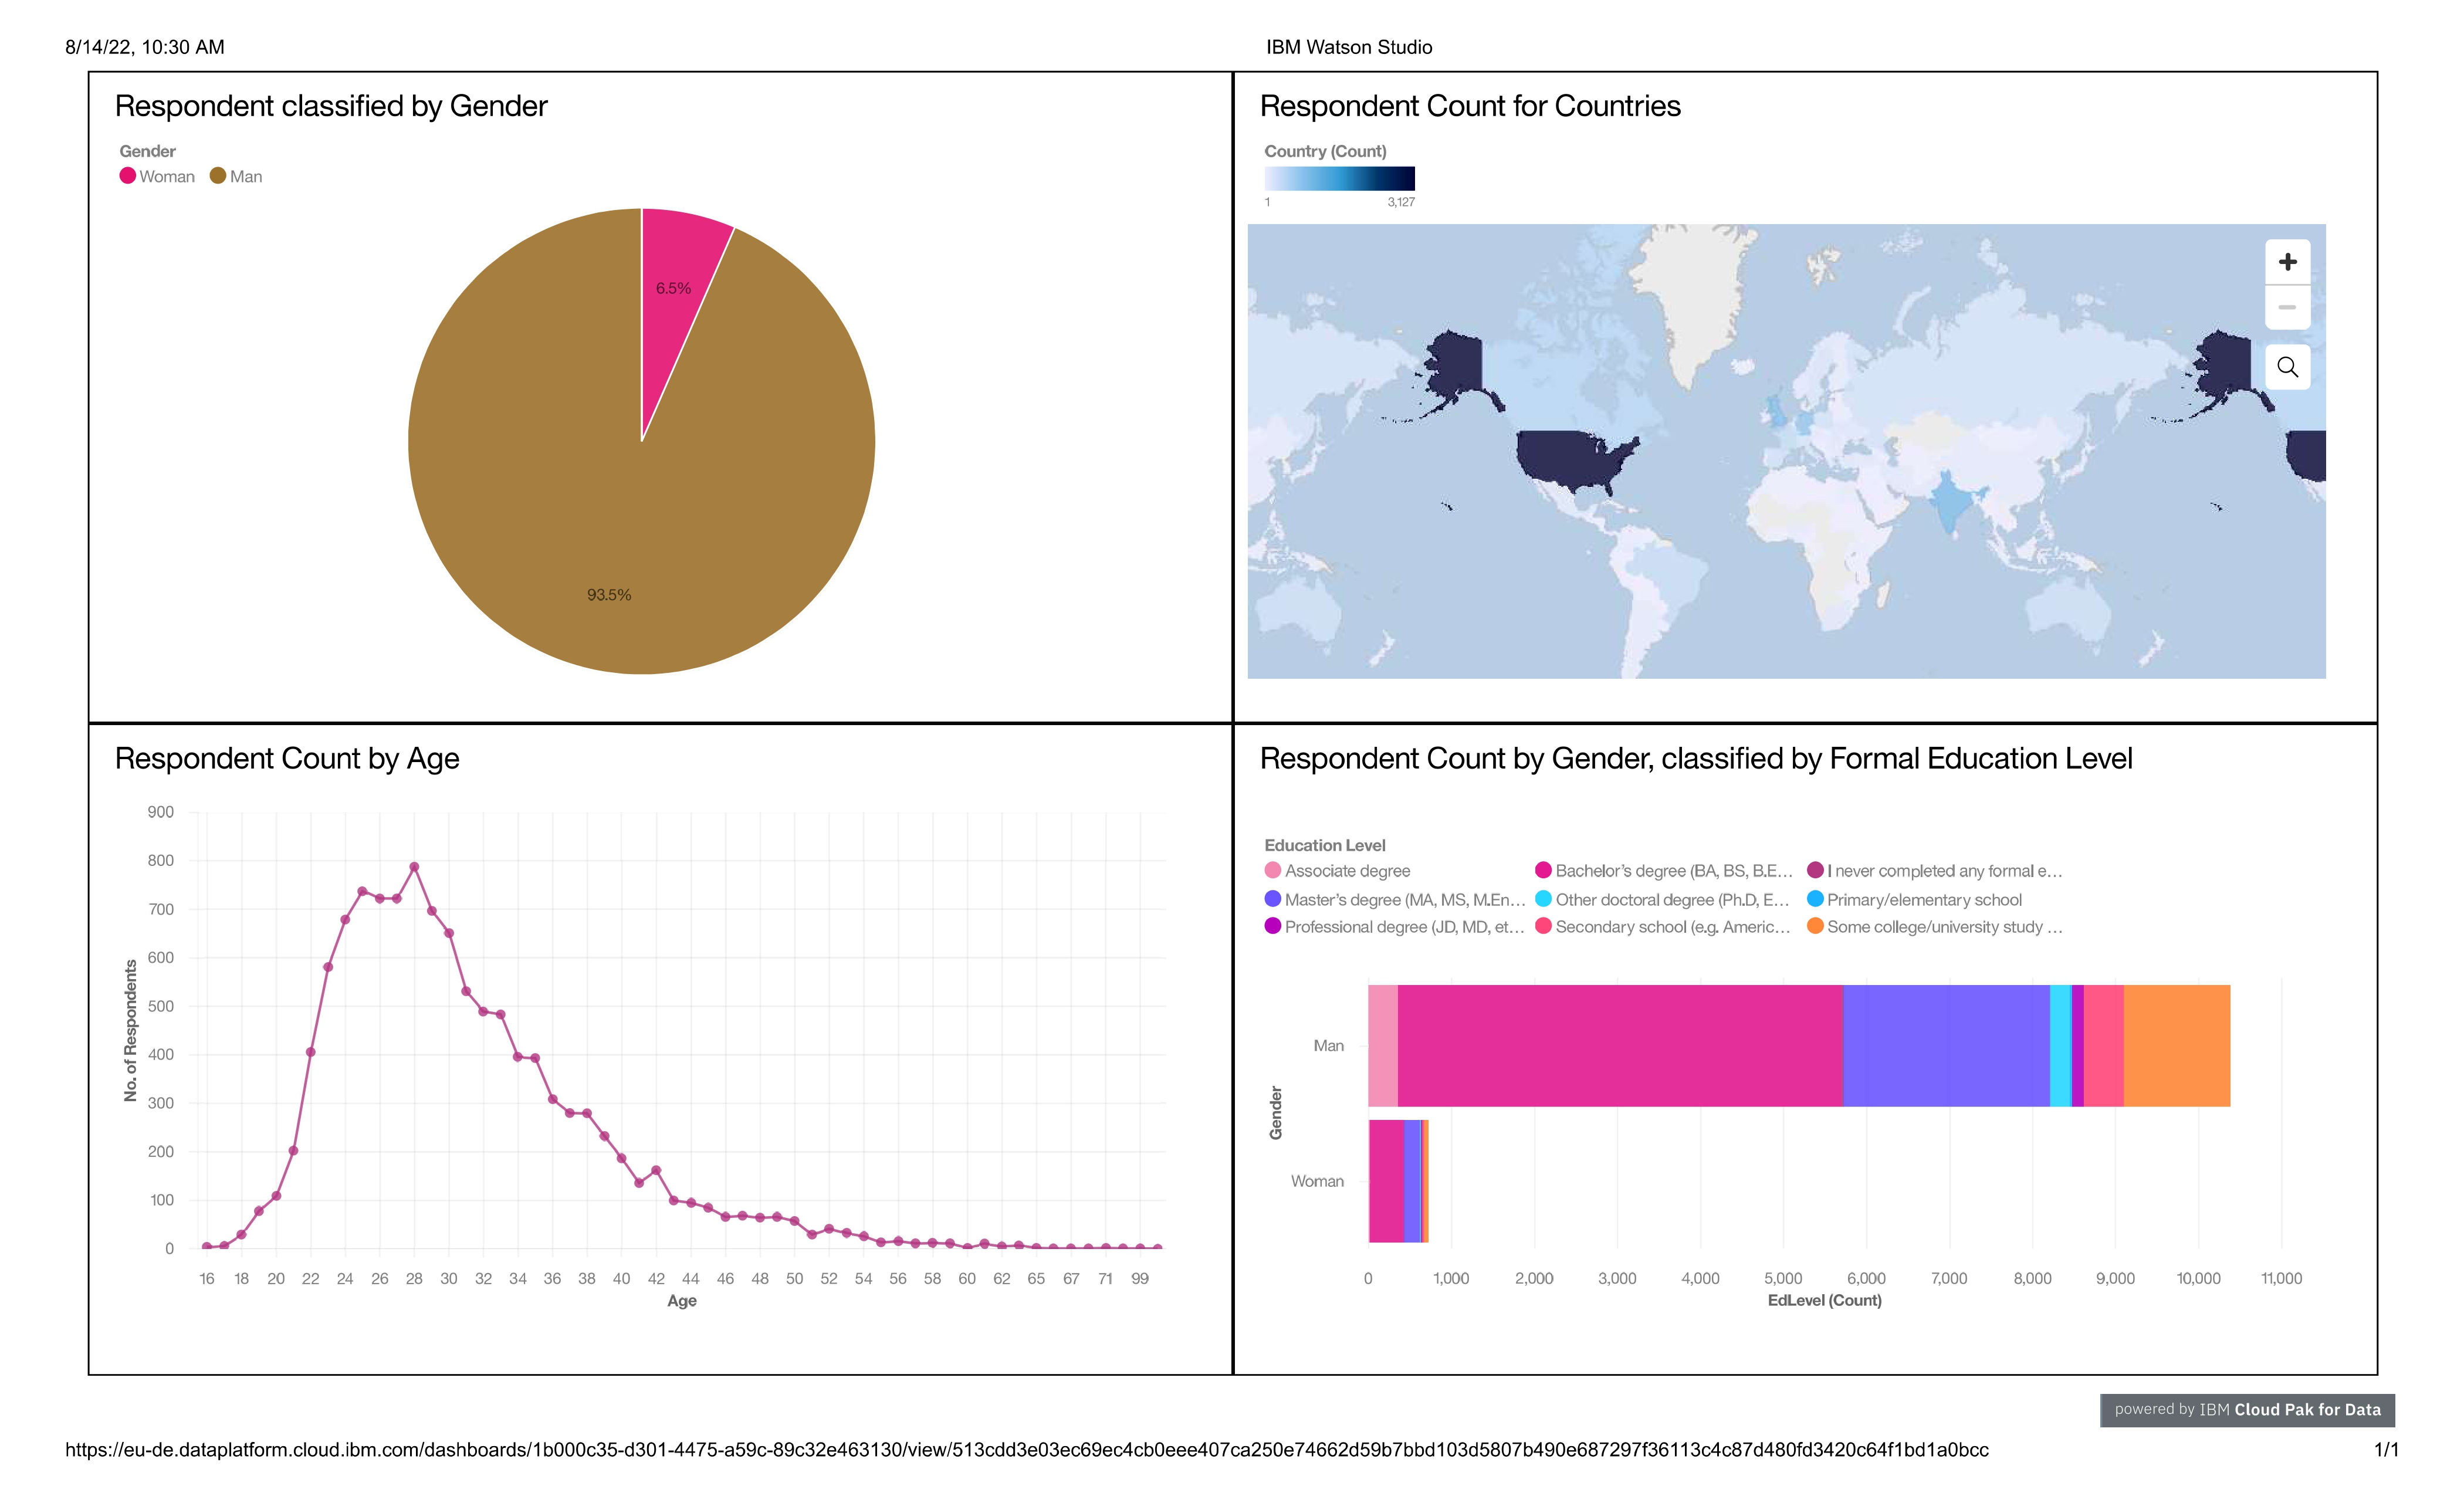 8/14/22, 10:30 AM
IBM Watson Studio
Respondent classified by Gender
Gender
Woman Man
6.5%
93.5%
Respondent Count for Countries
Country (Count)
1 3,127
Respondent Count by Age
900
800
700
600
500
400
300
200
100
0
No. of Respondents
16 18 20 22 24 26 28 30 32 34 36 38 40 42 44 46 48 50 52 54 56 58 60 62 65 67 71 99
Age
Respondent Count by Gender, classified by Formal Education Level
Education Level
Associate degree Bachelor's degree (BA, BS, B.E... I never completed any formal e...
Master's degree (MA, MS, M.En... Other doctoral degree (Ph.D, E... Primary/elementary school
Professional degree (JD, MD, et... Secondary school (e.g. Americ... Some college/university study ...
Man
Woman
Gender
0 1,000 2,000 3,000 4,000 5,000 6,000 7,000 8,000 9,000 10,000 11,000
EdLevel (Count)
powered by IBM Cloud Pak for Data
https://eu-de.dataplatform.cloud.ibm.com/dashboards/1b000c35-d301-4475-a59c-89c32e463130/view/513cdd3e03ec69ec4cb0eee407ca250e74662d59b7bbd103d5807b490e687297f36113c4c87d480fd3420c64f1bd1a0bcc
1/1